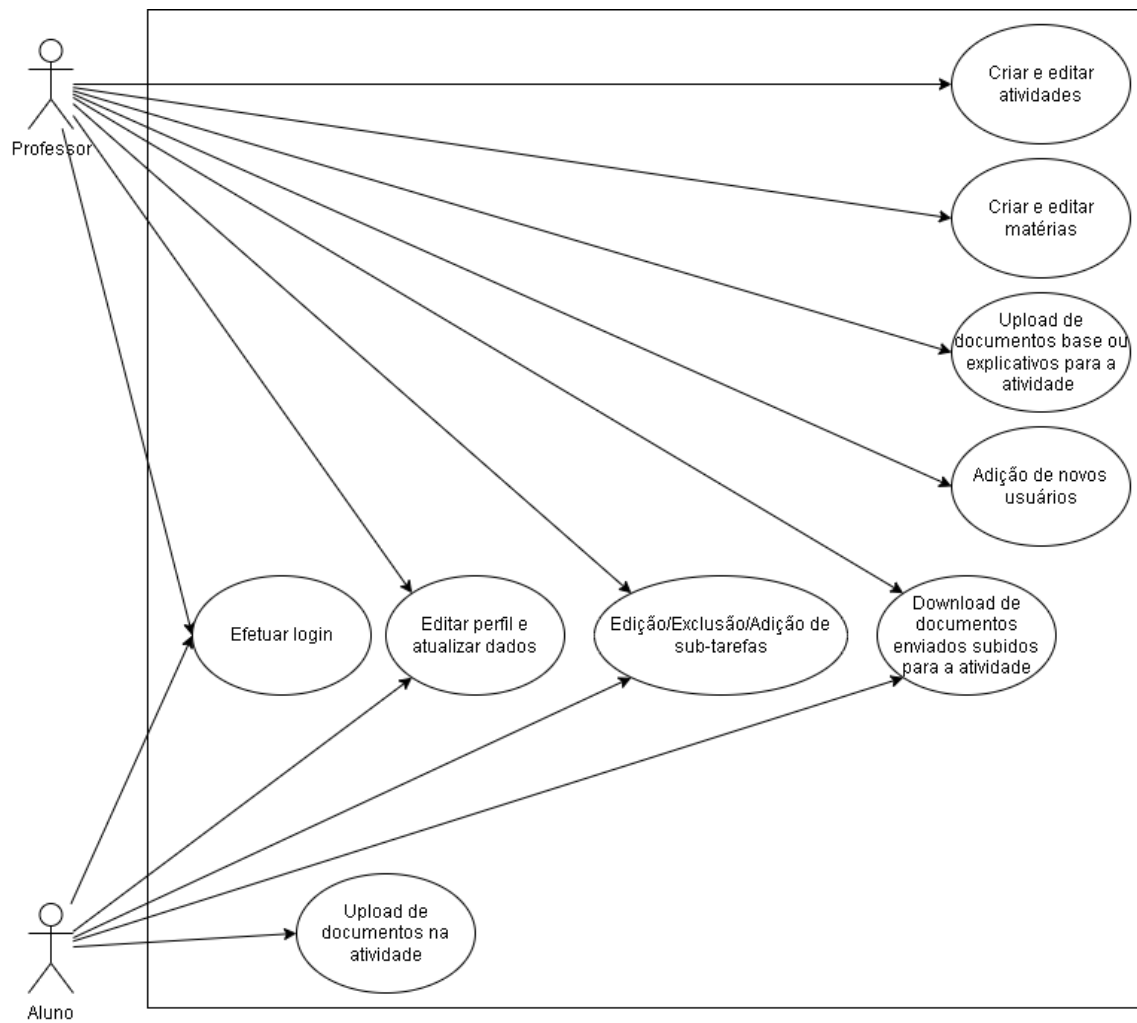 Criar e editar
atividades
Professor
Criar e editar
matérias
Upload de
documentos base ou
explicativos para a
atividade
Adição de novos
usuários
Efetuar login
Editar perfil e
atualizar dados
Edição/Exclusão/Adição de
sub-tarefas
Download de
documentos
enviados subidos
para a atividade
Upload de
documentos na
atividade
Aluno